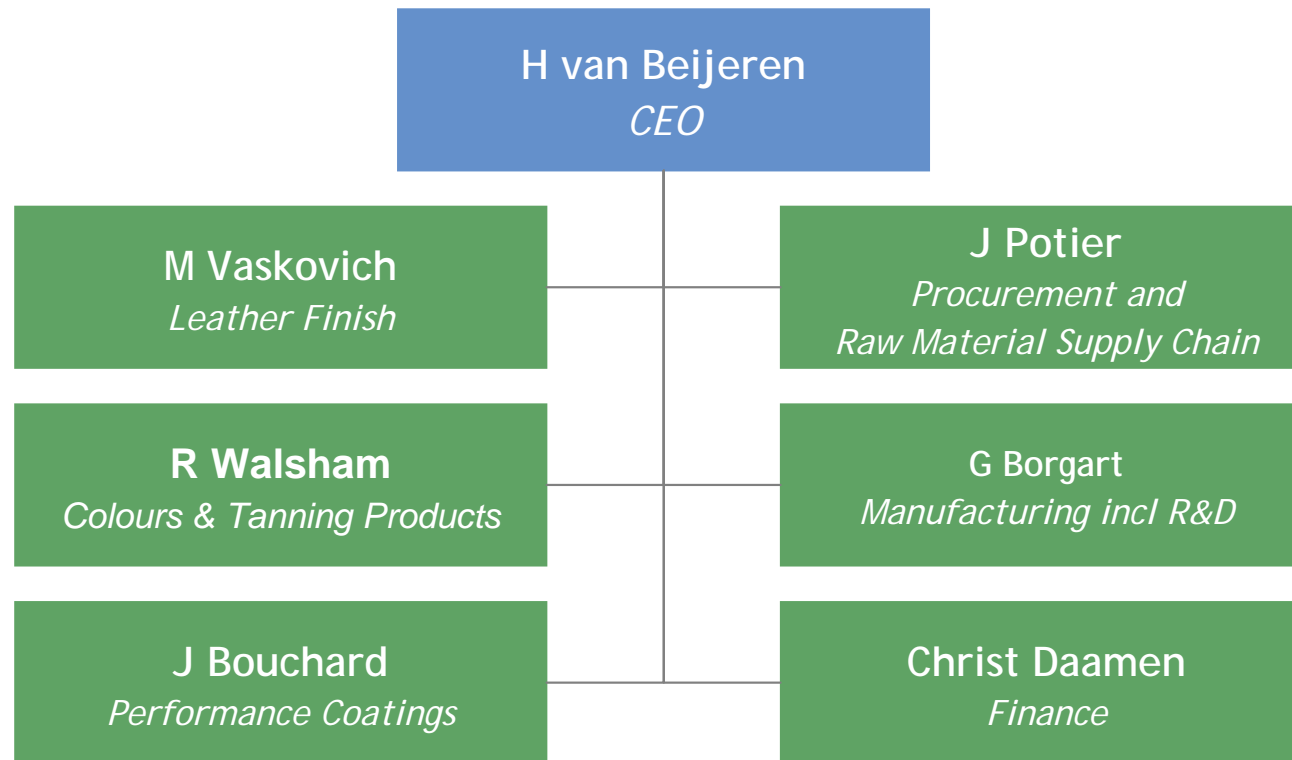 H van Beijeren
CEO
M Vaskovich
Leather Finish
J Potier
Procurement and
Raw Material Supply Chain
R Walsham
Colours & Tanning Products
G Borgart
Manufacturing incl R&D
J Bouchard
Performance Coatings
Christ Daamen
Finance